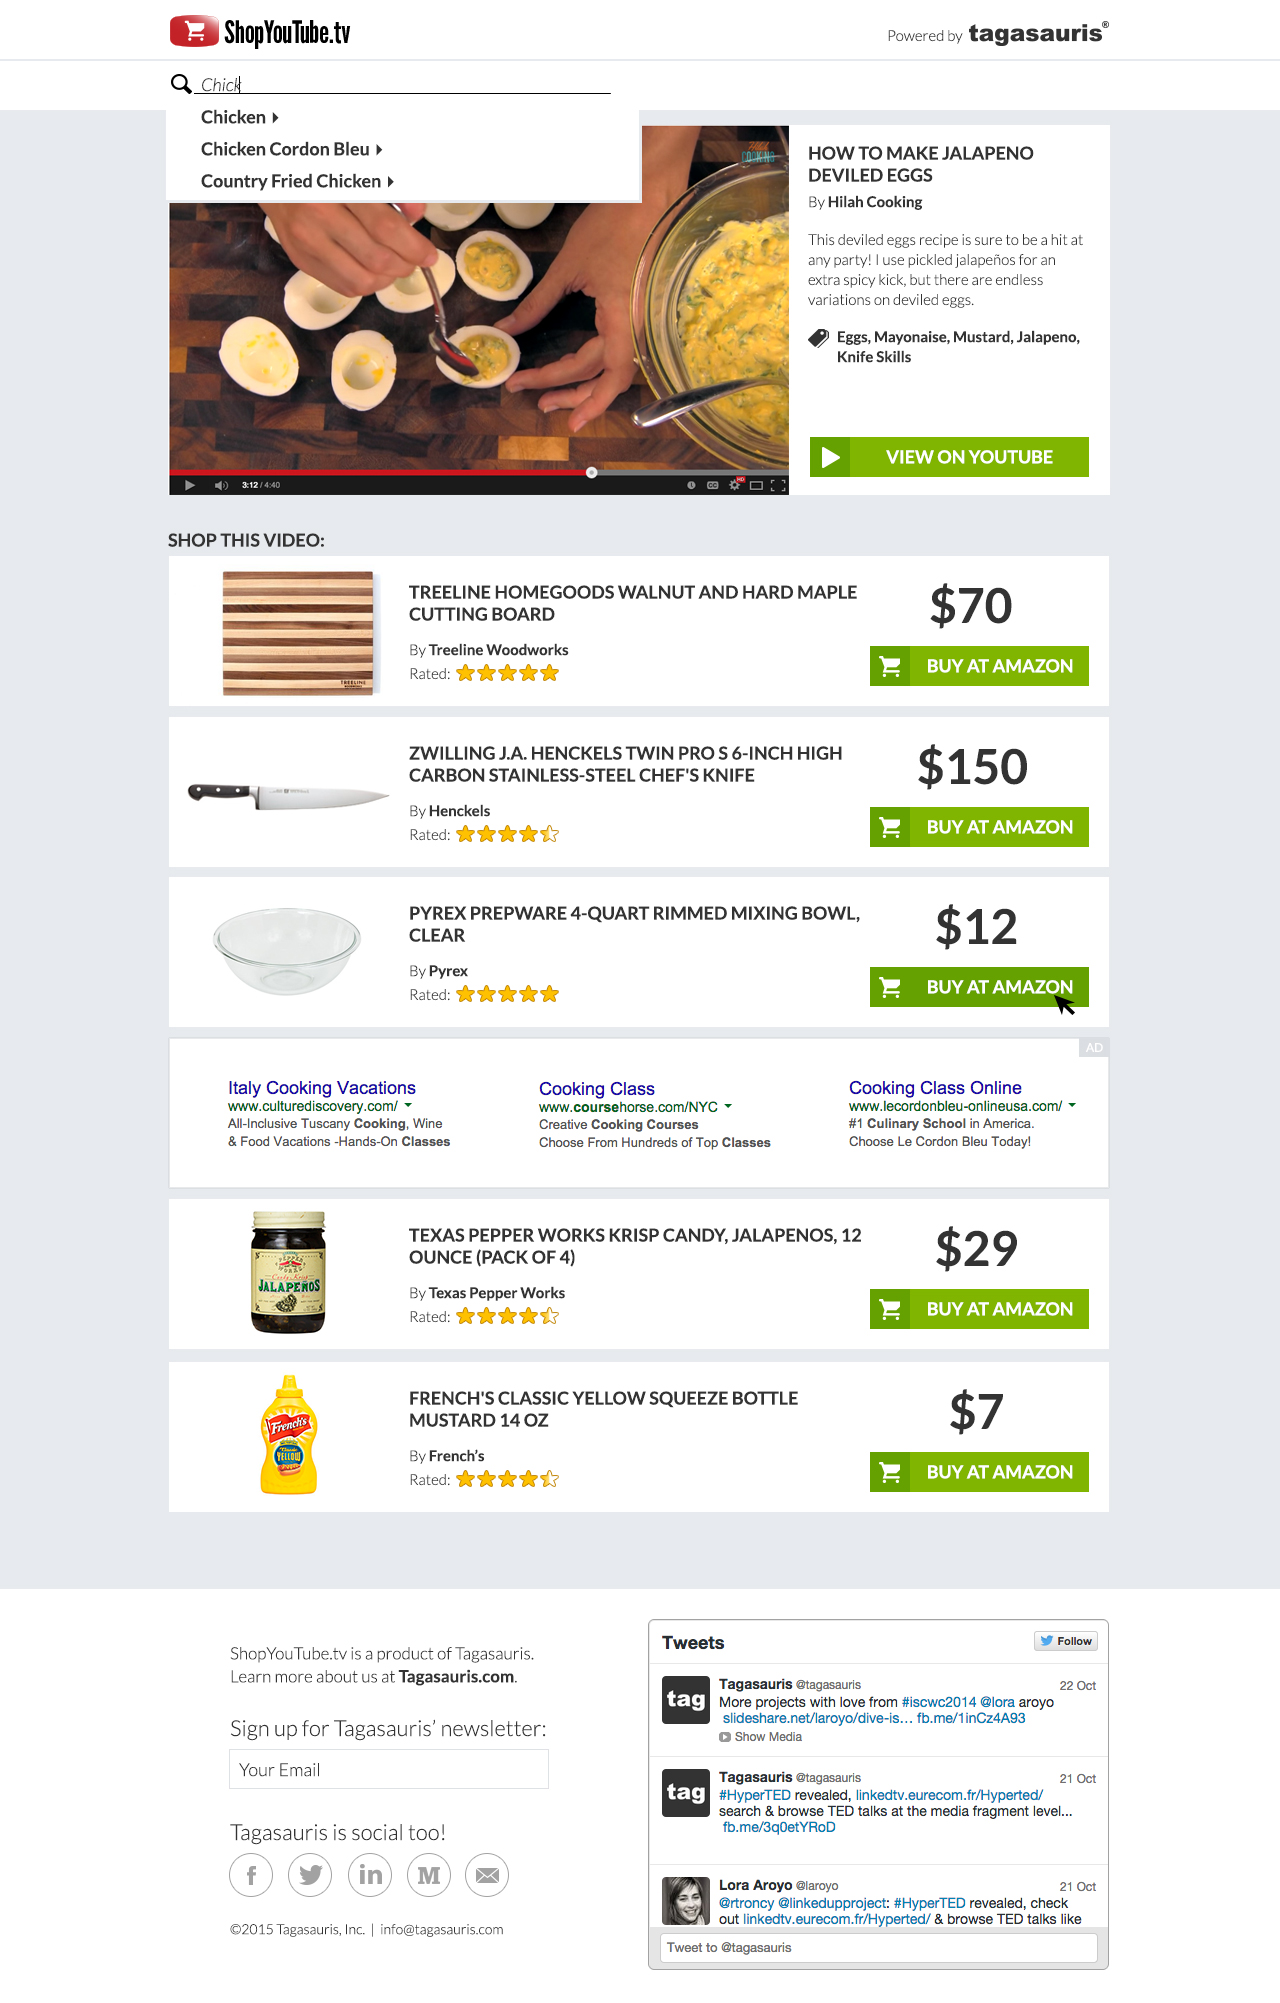 ShopYouTube.tv
Powered by tagasauris®
Chick
Chicken
Chicken Cordon Bleu
Country Fried Chicken
Hilah
COOKING
HOW TO MAKE JALAPENO
DEVILED EGGS
By Hilah Cooking
This deviled eggs recipe is sure to be a hit at
any party! I use pickled jalapeños for an
extra spicy kick, but there are endless
variations on deviled eggs.
Eggs, Mayonaise, Mustard, Jalapeno,
Knife Skills
VIEW ON YOUTUBE
3:12 / 4:40
CC
HD
SHOP THIS VIDEO:
TREELINE HOMEGOODS WALNUT AND HARD MAPLE
CUTTING BOARD
By Treeline Woodworks
Rated:
$70
BUY AT AMAZON
TREELINE
ZWILLING J.A. HENCKELS TWIN PRO S 6-INCH HIGH
CARBON STAINLESS-STEEL CHEF'S KNIFE
By Henckels
Rated:
$150
BUY AT AMAZON
PYREX PREPWARE 4-QUART RIMMED MIXING BOWL,
CLEAR
By Pyrex
Rated:
$12
BUY AT AMAZON
AD
Italy Cooking Vacations
www.culturediscovery.com/
All-Inclusive Tuscany Cooking, Wine
& Food Vacations -Hands-On Classes
Cooking Class
www.coursehorse.com/NYC
Creative Cooking Courses
Choose From Hundreds of Top Classes
Cooking Class Online
www.lecordonbleu-onlineusa.com/
#1 Culinary School in America.
Choose Le Cordon Bleu Today!
PEPPER
WORKS
JALAPEÑOS
TEXAS PEPPER WORKS KRISP CANDY, JALAPENOS, 12
OUNCE (PACK OF 4)
By Texas Pepper Works
Rated:
$29
BUY AT AMAZON
French's
YELLOW
FRENCH'S CLASSIC YELLOW SQUEEZE BOTTLE
MUSTARD 14 OZ
By French's
Rated:
$7
BUY AT AMAZON
ShopYouTube.tv is a product of Tagasauris.
Learn more about us at Tagasauris.com.
Sign up for Tagasauris’ newsletter:
Your Email
Tagasauris is social too!
f
in
M
©2015 Tagasauris, Inc. | info@tagasauris.com
Tweets
Follow
tag
Tagasauris @tagasauris 22 Oct
More projects with love from #iscwc2014 @lora aroyo
slideshare.net/laroyo/dive-is... fb.me/1inCz4A93
Show Media
tag
Tagasauris @tagasauris 21 Oct
#HyperTED revealed, linkedtv.eurecom.fr/Hyperted/
search & browse TED talks at the media fragment level...
fb.me/3q0etYRoD
Lora Aroyo @laroyo 21 Oct
@rtroncy @linkedupproject: #HyperTED revealed, check
out linkedtv.eurecom.fr/Hyperted/ & browse TED talks like
Tweet to @tagasauris